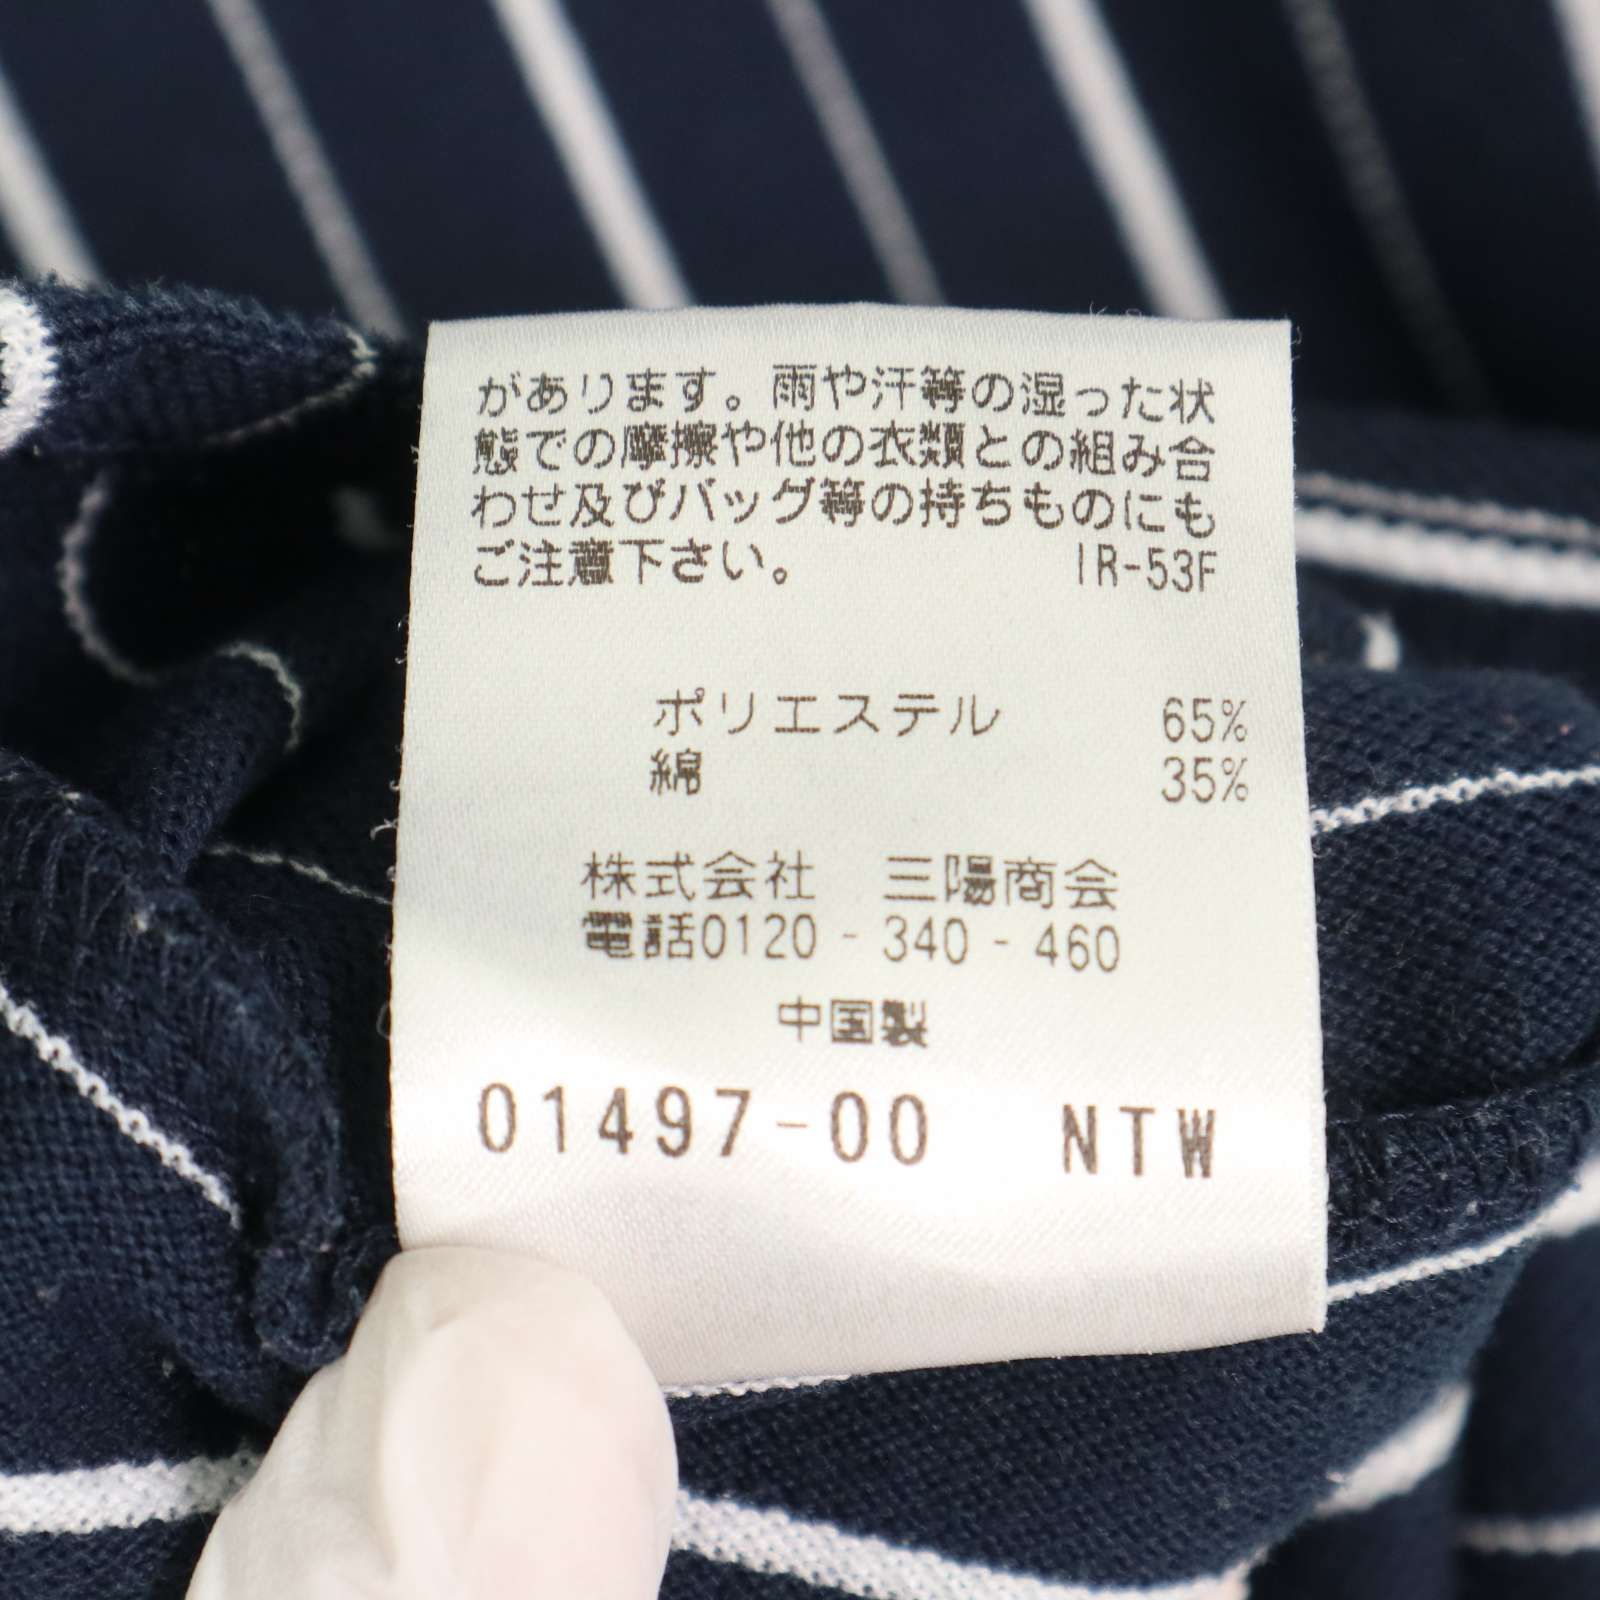 があります。雨や汗等の湿った状
態での摩擦や他の衣類との組み合
わせ及びバッグ等の持ちものにも
ご注意下さい。 IR-53F
ポリエステル 65%
綿 35%
株式会社 三陽商会
電話0120-340-460
中国製
01497-00 NTW